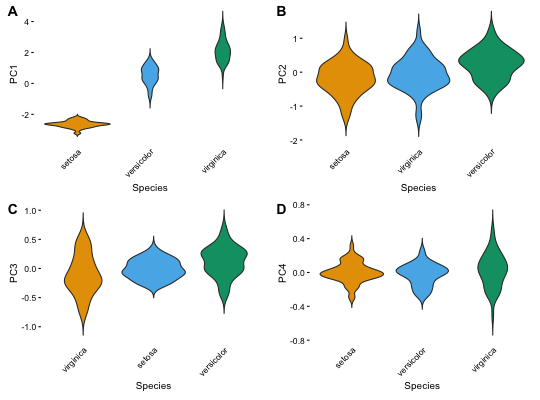 A
PC1
4
2
0
-2
setosa
versicolor
virginica
Species
B
PC2
1
0
-1
-2
setosa
virginica
versicolor
Species
C
PC3
1.0
0.5
0.0
-0.5
-1.0
virginica
setosa
versicolor
Species
D
PC4
0.8
0.4
0.0
-0.4
-0.8
setosa
versicolor
virginica
Species